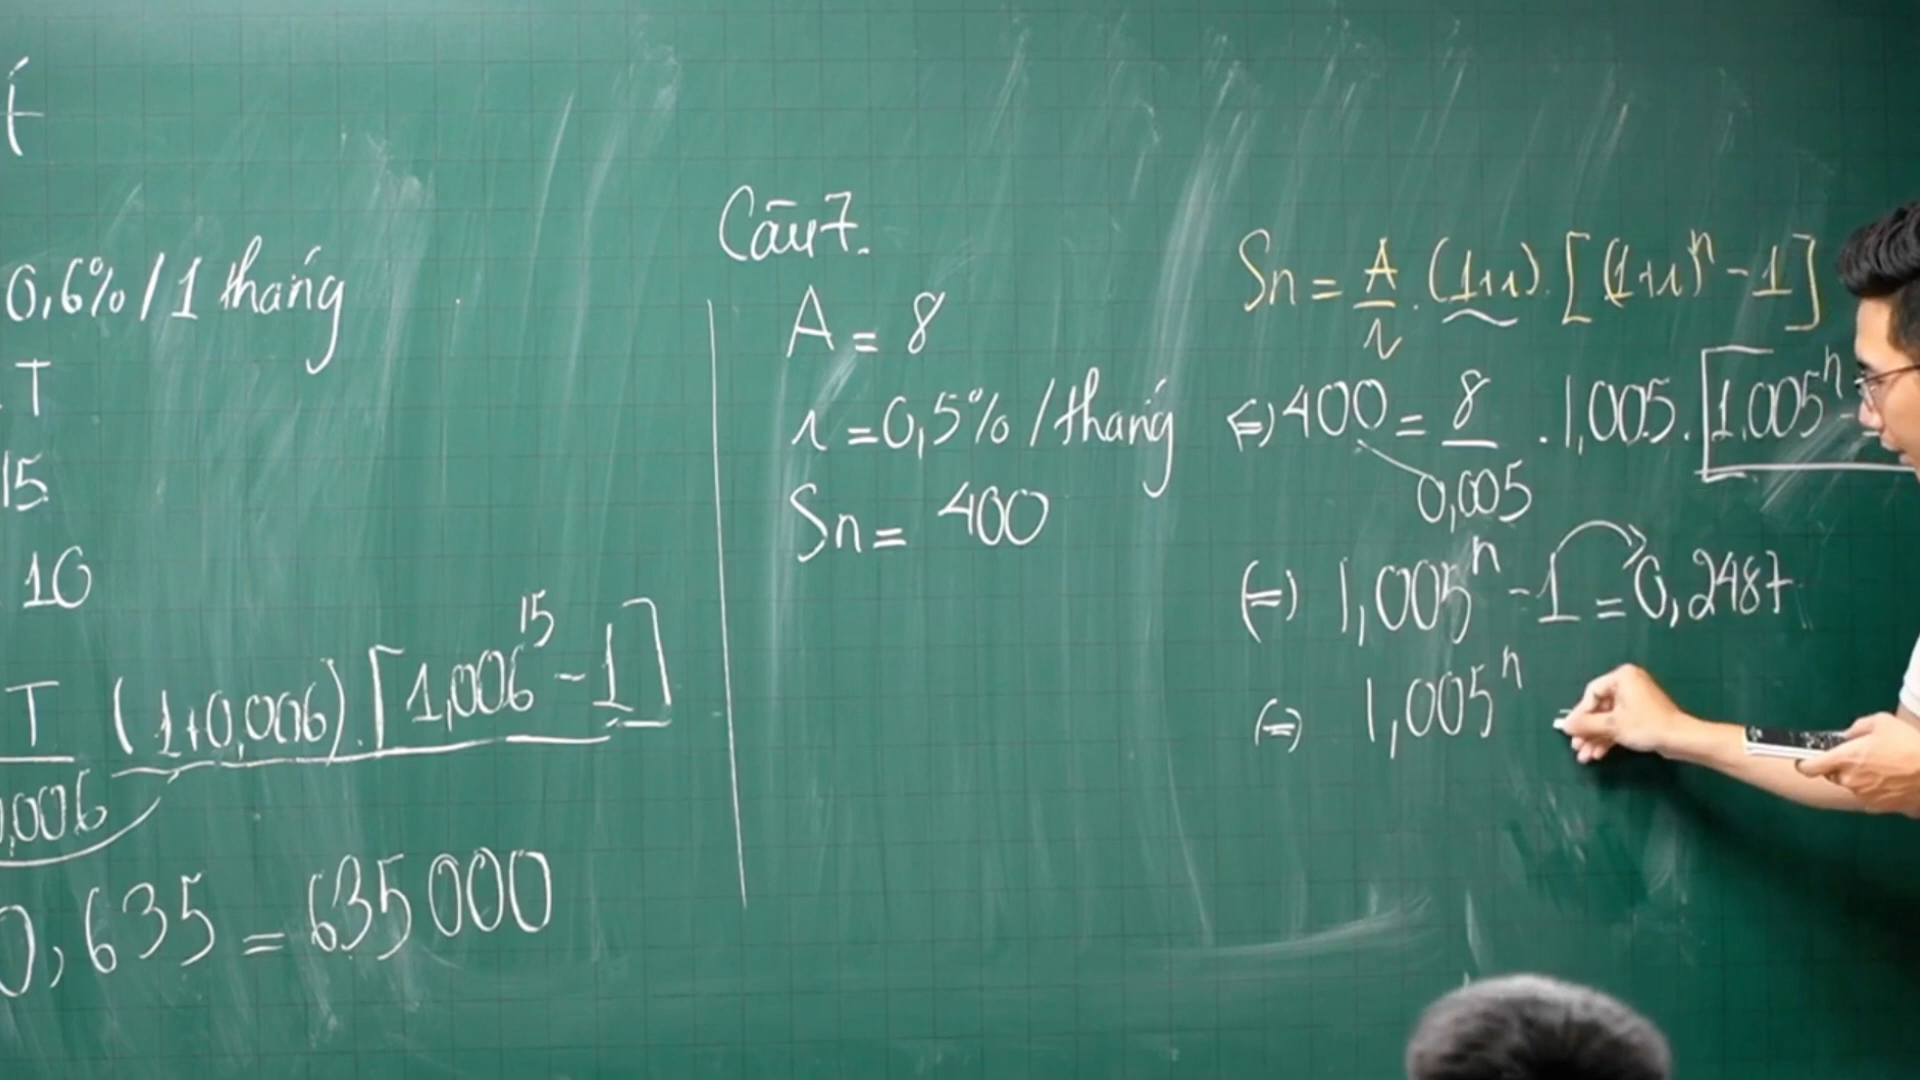 0,6% / 1 tháng
T
15
10
T (1+0,006).[1,006^15 - 1]
0,006
0,635 = 635000
Câu 7.
A = 8
r = 0,5% / tháng
Sn = 400
Sn = A/r . (1+r). [(1+r)^n - 1]
⇔ 400 = 8/0,005 . 1,005. [1,005^n -
⇔ 1,005^n - 1 = 0,2487
⇔ 1,005^n